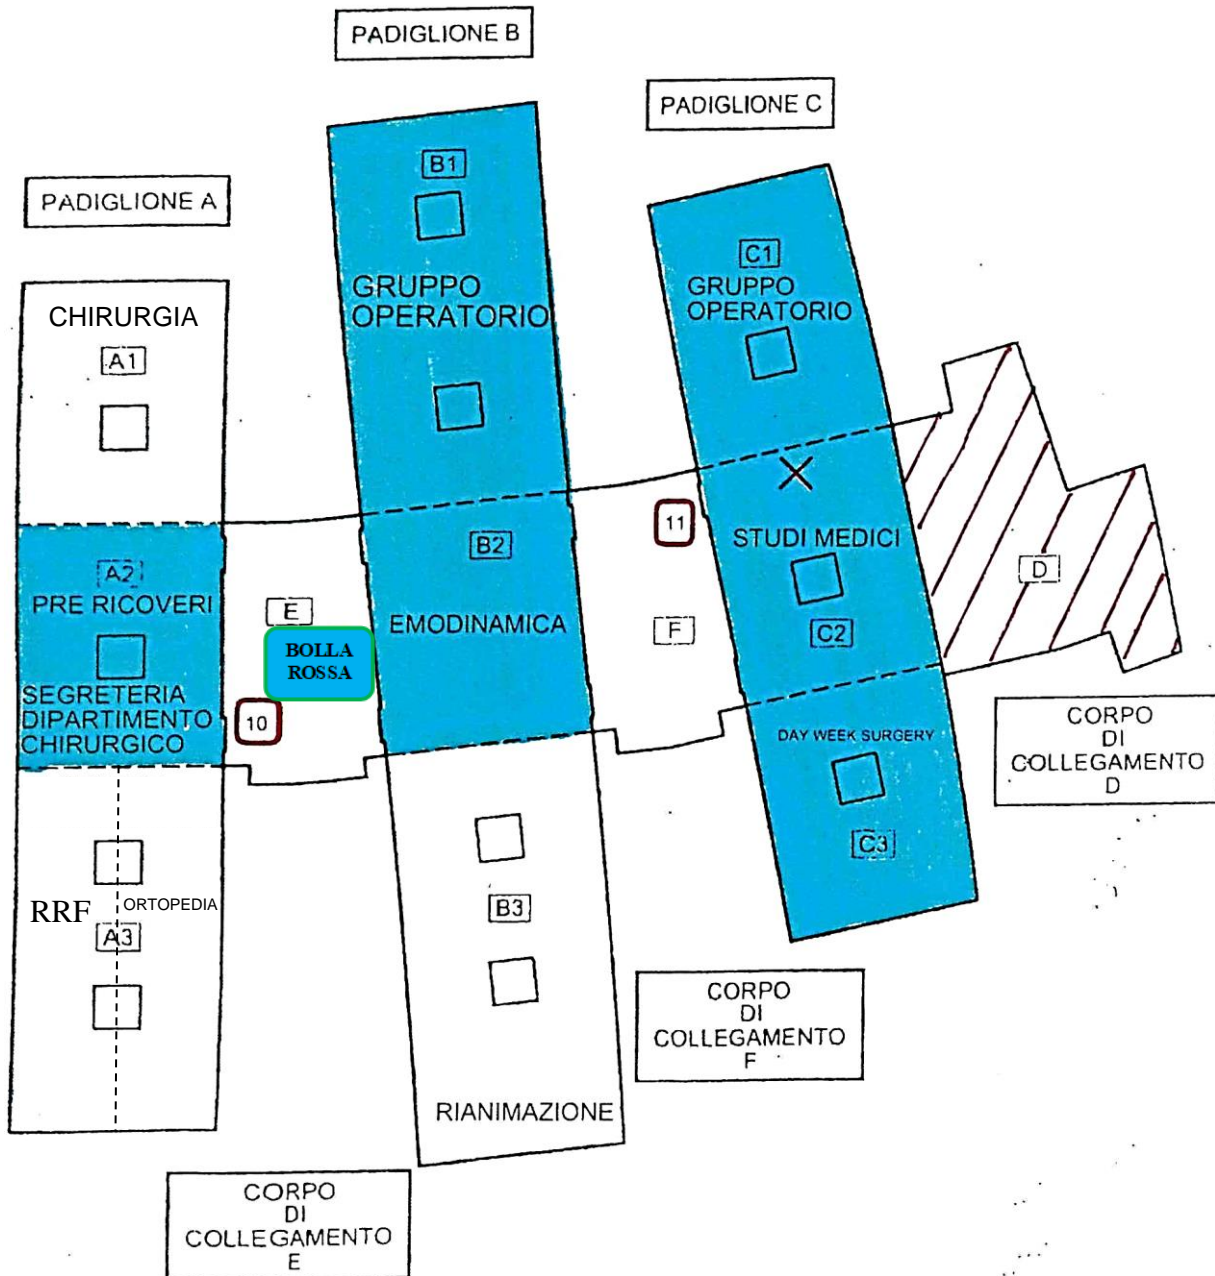 PADIGLIONE B
PADIGLIONE C
PADIGLIONE A
B1
C1
GRUPPO
OPERATORIO
GRUPPO
OPERATORIO
CHIRURGIA
A1
11
B2
STUDI MEDICI
A2
PRE RICOVERI
E
EMODINAMICA
F
C2
D
BOLLA
ROSSA
SEGRETERIA
DIPARTIMENTO
CHIRURGICO
10
DAY WEEK SURGERY
CORPO
DI
COLLEGAMENTO
D
C3
RRF
ORTOPEDIA
A3
B3
CORPO
DI
COLLEGAMENTO
F
RIANIMAZIONE
CORPO
DI
COLLEGAMENTO
E